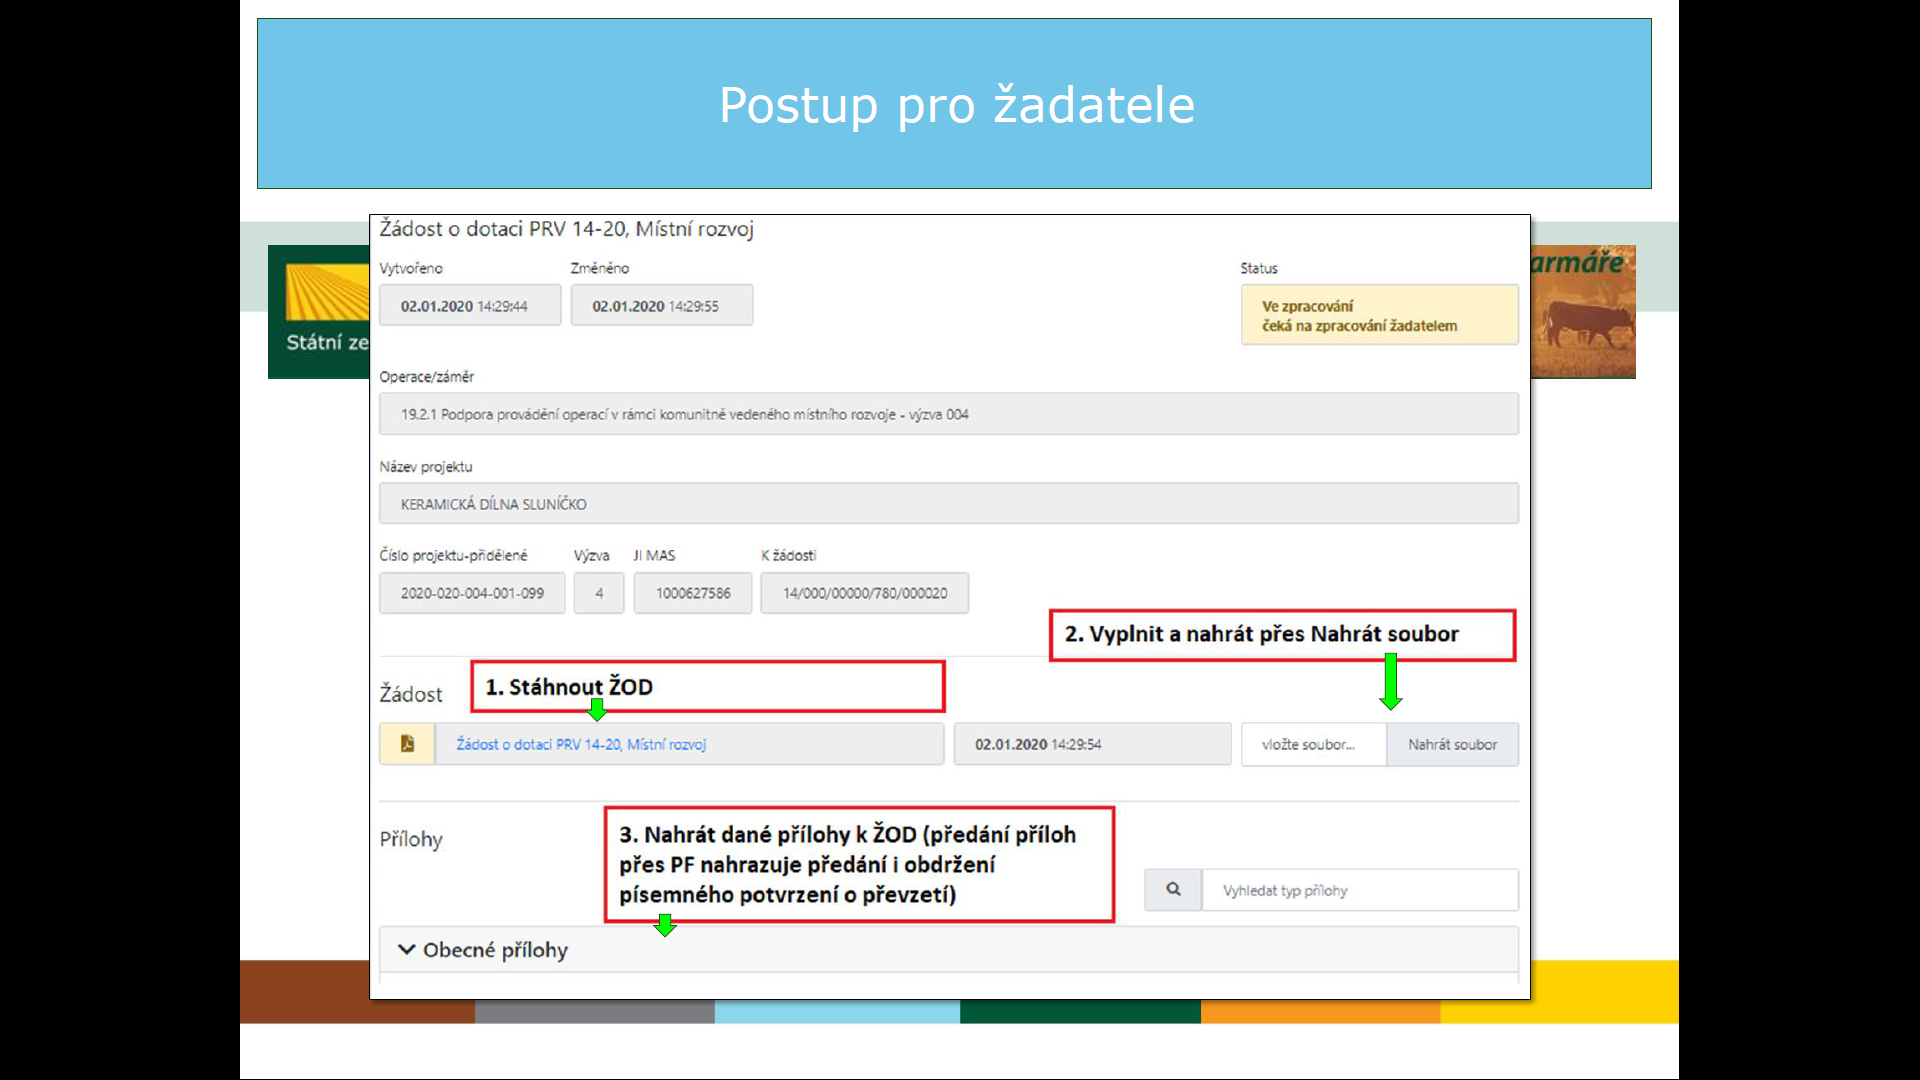 Postup pro žadatele
Žádost o dotaci PRV 14-20, Místní rozvoj
Vytvořeno
Změněno
Status
02.01.2020 14:29:44
02.01.2020 14:29:55
Ve zpracování
čeká na zpracování žadatelem
armáře
Státní ze
Operace/záměr
19.2.1 Podpora provádění operací v rámci komunitně vedeného místního rozvoje - výzva 004
Název projektu
KERAMICKÁ DÍLNA SLUNÍČKO
Číslo projektu-přidělené
Výzva
JI MAS
K žádosti
2020-020-004-001-099
4
1000627586
14/000/00000/780/000020
2. Vyplnit a nahrát přes Nahrát soubor
1. Stáhnout ŽOD
Žádost
Žádost o dotaci PRV 14-20, Místní rozvoj
02.01.2020 14:29:54
vložte soubor...
Nahrát soubor
Přílohy
3. Nahrát dané přílohy k ŽOD (předání příloh
přes PF nahrazuje předání i obdržení
písemného potvrzení o převzetí)
Vyhledat typ přílohy
Obecné přílohy